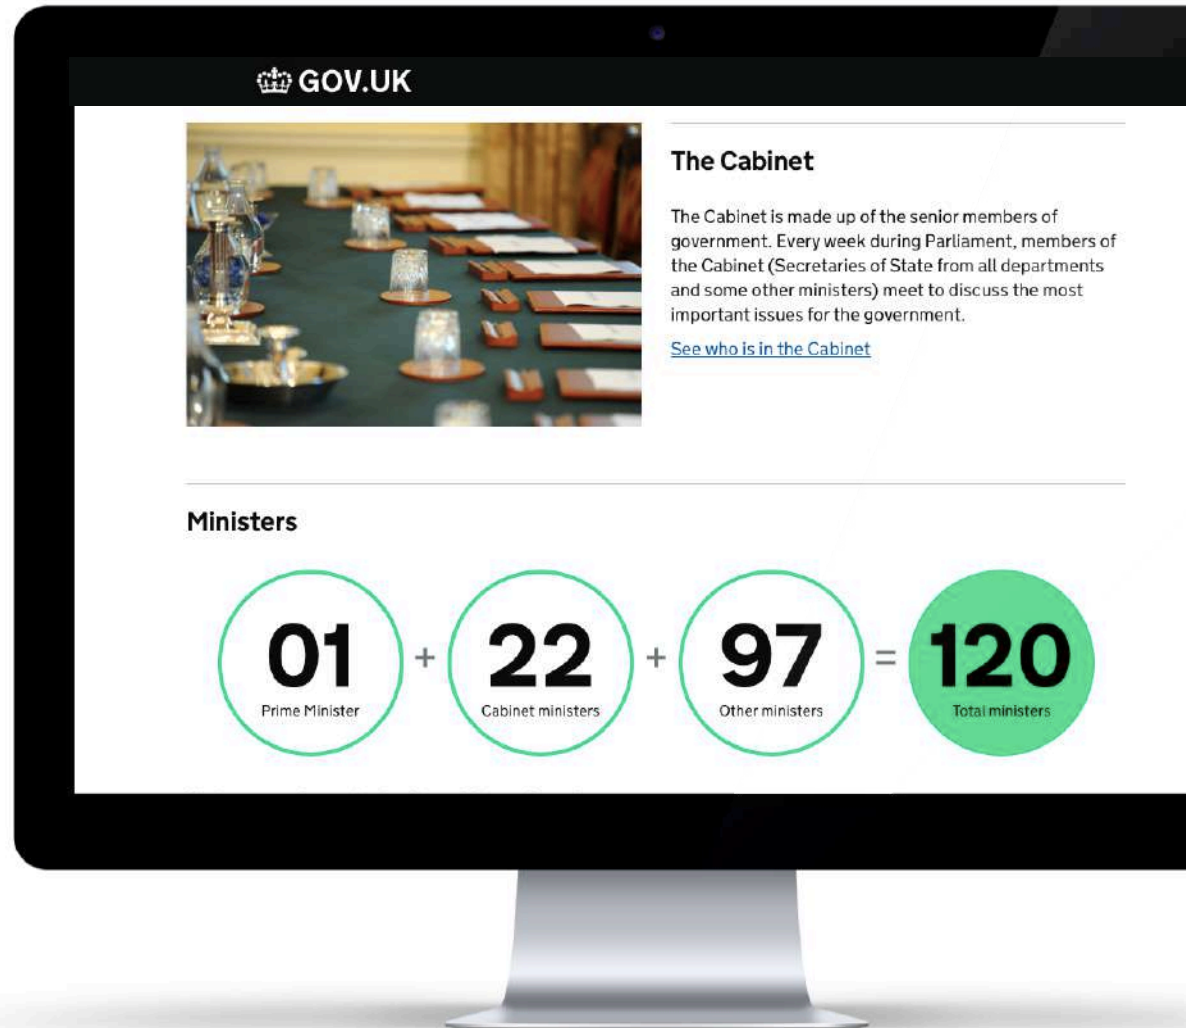 GOV.UK
The Cabinet
The Cabinet is made up of the senior members of
government. Every week during Parliament, members of
the Cabinet (Secretaries of State from all departments
and some other ministers) meet to discuss the most
important issues for the government.
See who is in the Cabinet
Ministers
01 + 22 + 97 = 120
Prime Minister Cabinet ministers Other ministers Total ministers